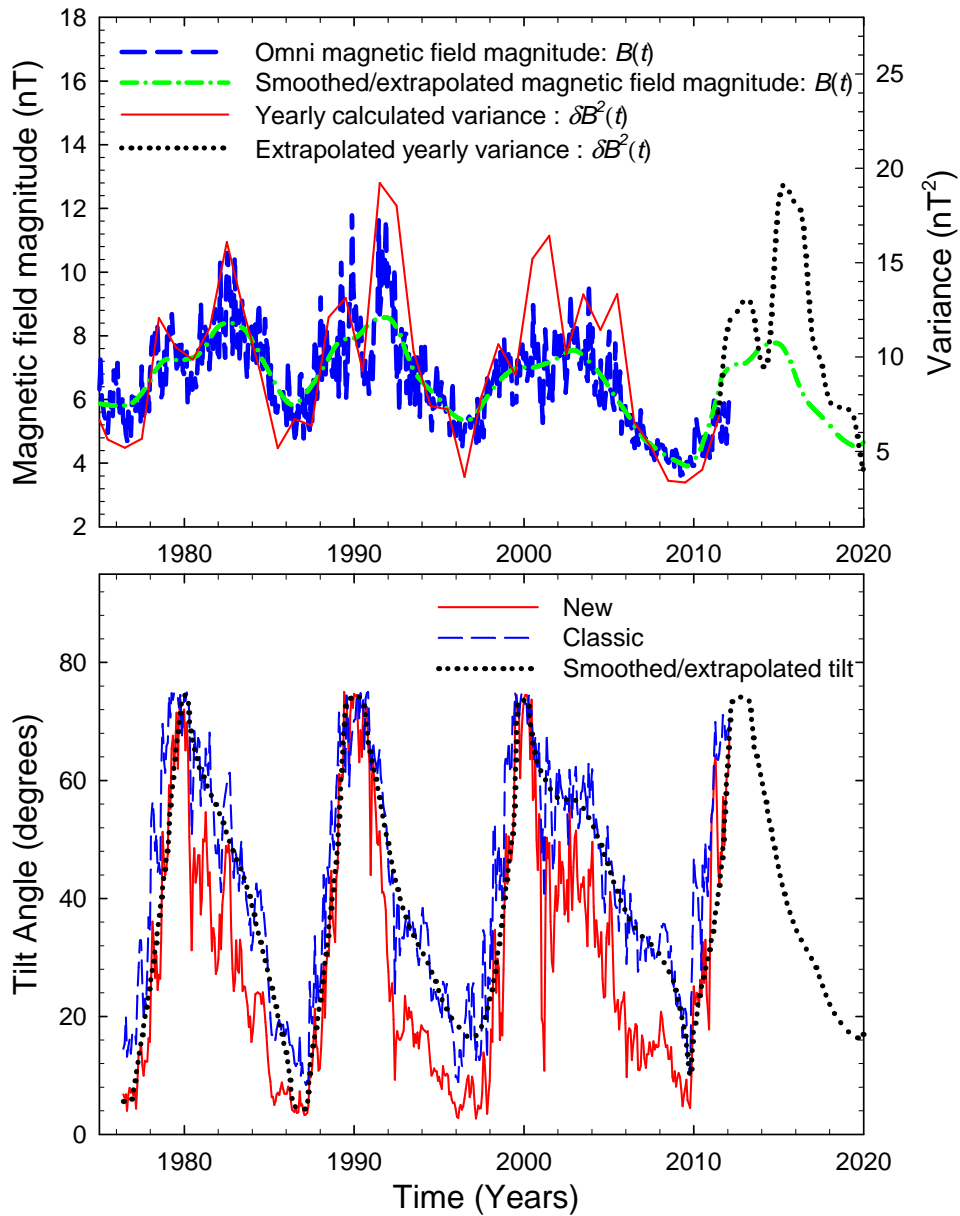 18
16
14
12
10
8
6
4
2
Magnetic field magnitude (nT)
Omni magnetic field magnitude: B(t)
Smoothed/extrapolated magnetic field magnitude: B(t)
Yearly calculated variance : δB²(t)
Extrapolated yearly variance : δB²(t)
25
20
15
10
5
Variance (nT²)
1980 1990 2000 2010 2020
New
Classic
Smoothed/extrapolated tilt
80
60
40
20
0
Tilt Angle (degrees)
1980 1990 2000 2010 2020
Time (Years)